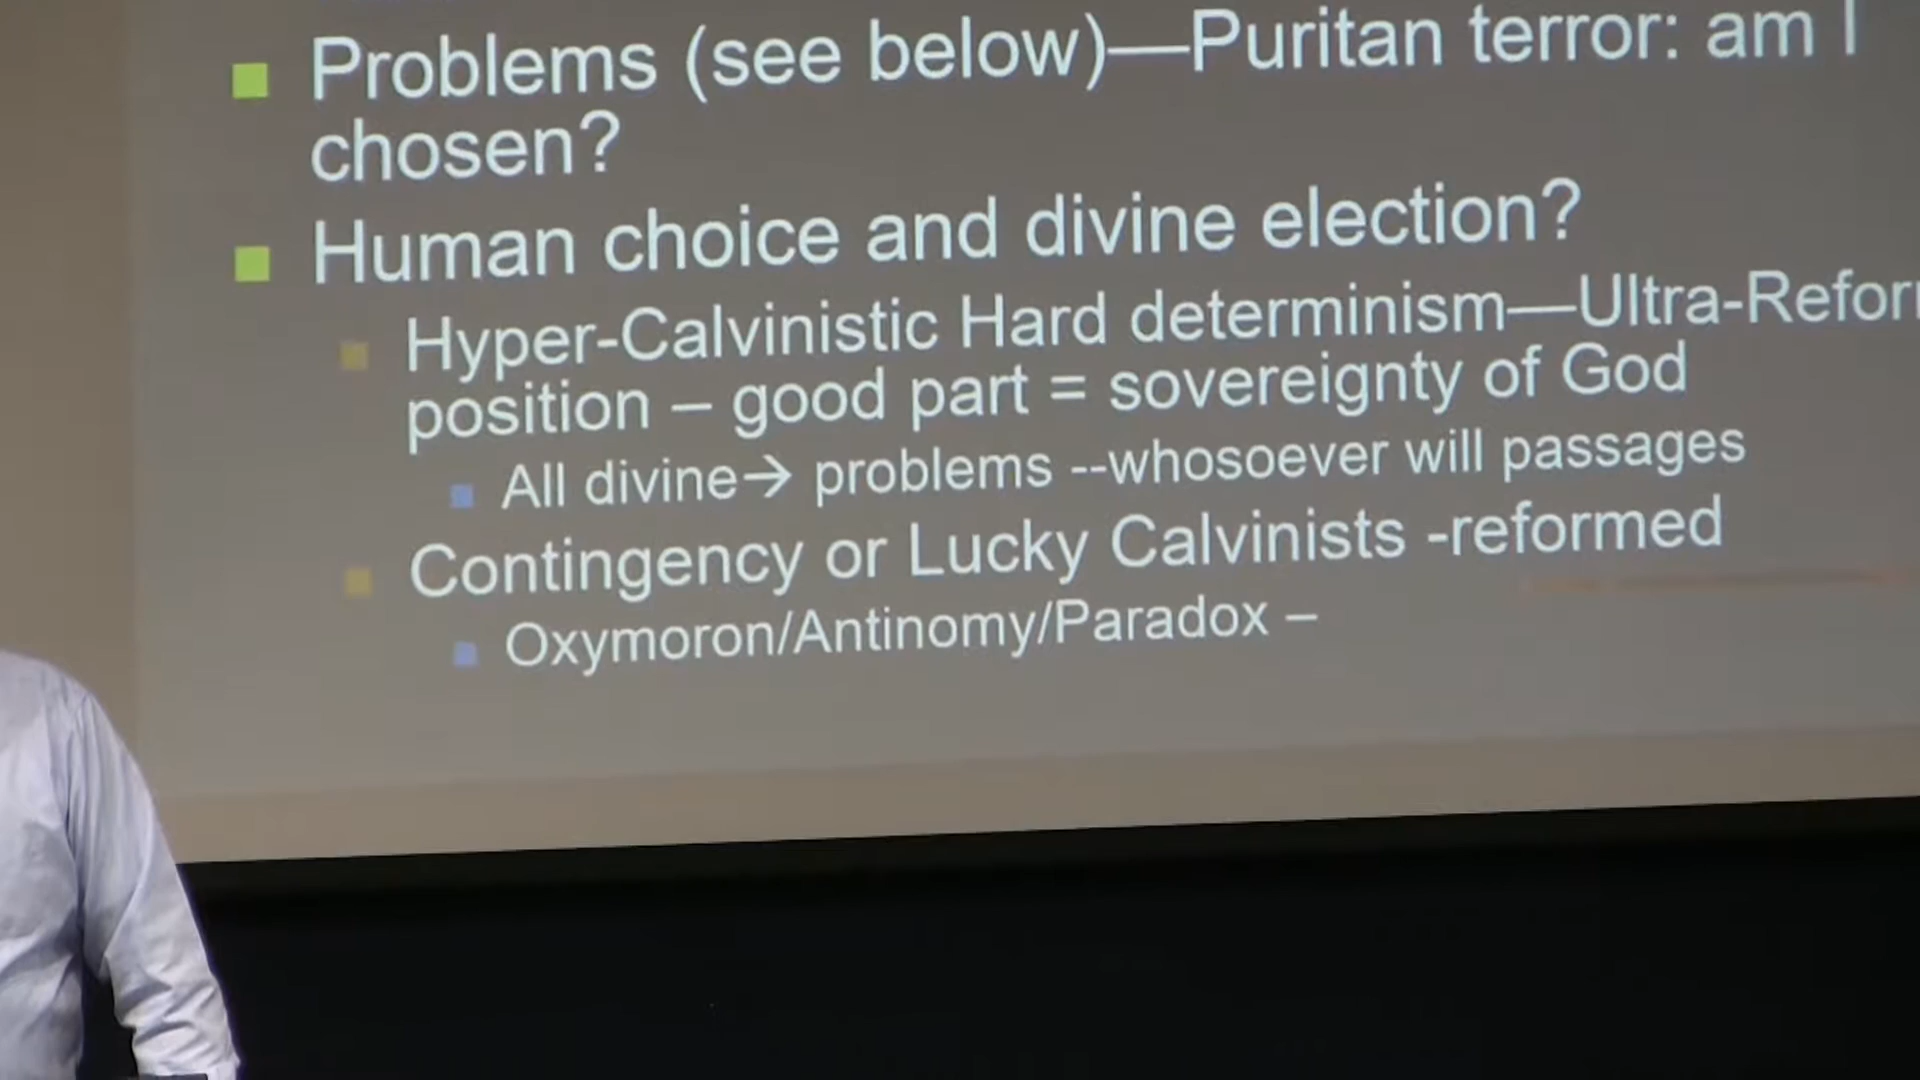 Problems (see below)—Puritan terror: am I
chosen?
Human choice and divine election?
Hyper-Calvinistic Hard determinism—Ultra-Refor
position – good part = sovereignty of God
All divine→ problems --whosoever will passages
Contingency or Lucky Calvinists -reformed
Oxymoron/Antinomy/Paradox –